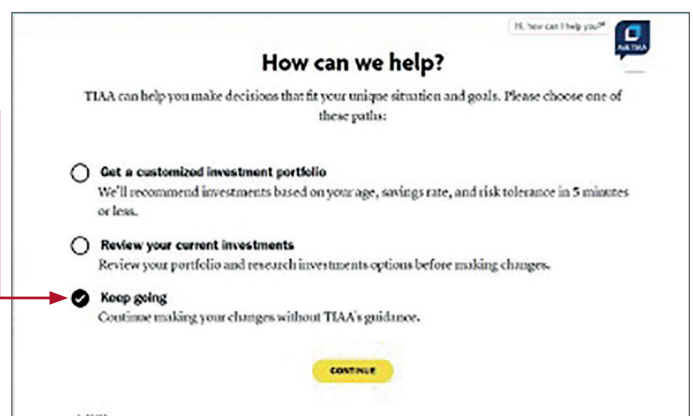 Hi, how can I help you?
ASK TIAA
How can we help?
TIAA can help you make decisions that fit your unique situation and goals. Please choose one of
these paths:
Get a customized investment portfolio
We'll recommend investments based on your age, savings rate, and risk tolerance in 5 minutes
or less.
Review your current investments
Review your portfolio and research investments options before making changes.
Keep going
Continue making your changes without TIAA's guidance.
CONTINUE